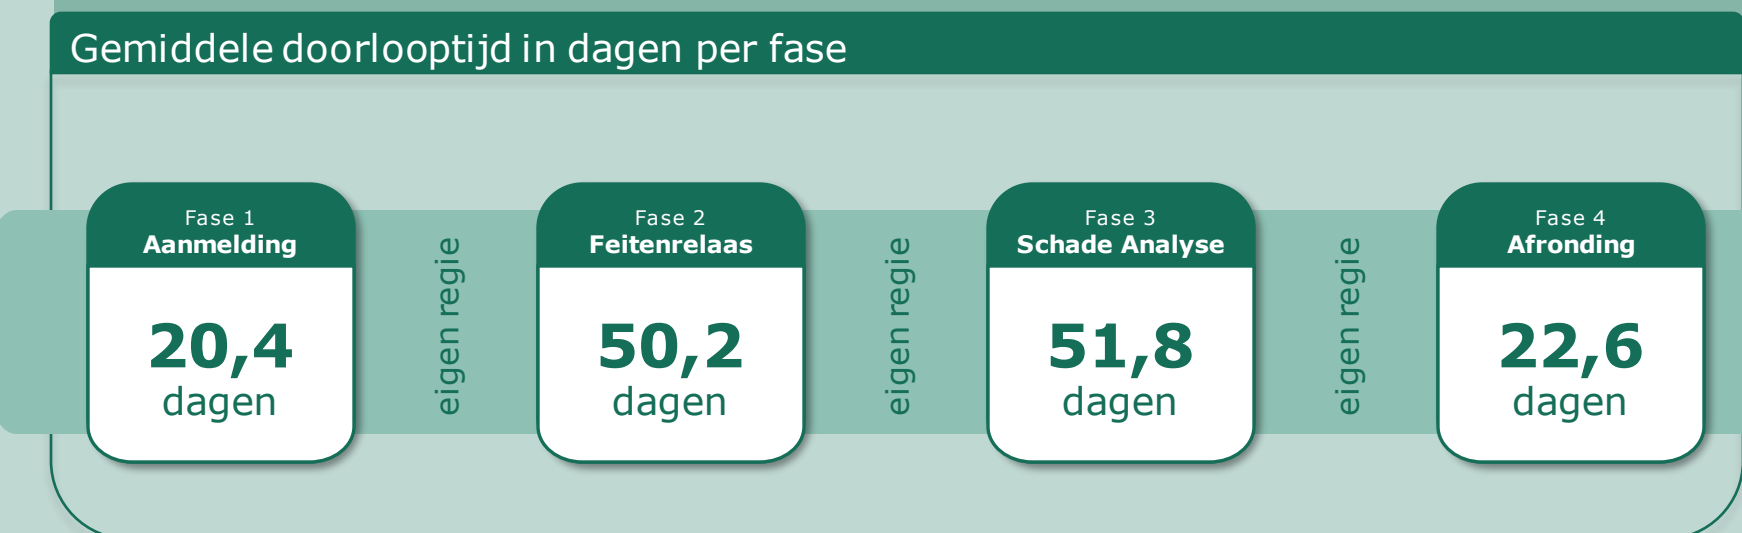 Gemiddele doorlooptijd in dagen per fase
Fase 1
Aanmelding
20,4
dagen
eigen regie
Fase 2
Feitenrelaas
50,2
dagen
eigen regie
Fase 3
Schade Analyse
51,8
dagen
eigen regie
Fase 4
Afronding
22,6
dagen